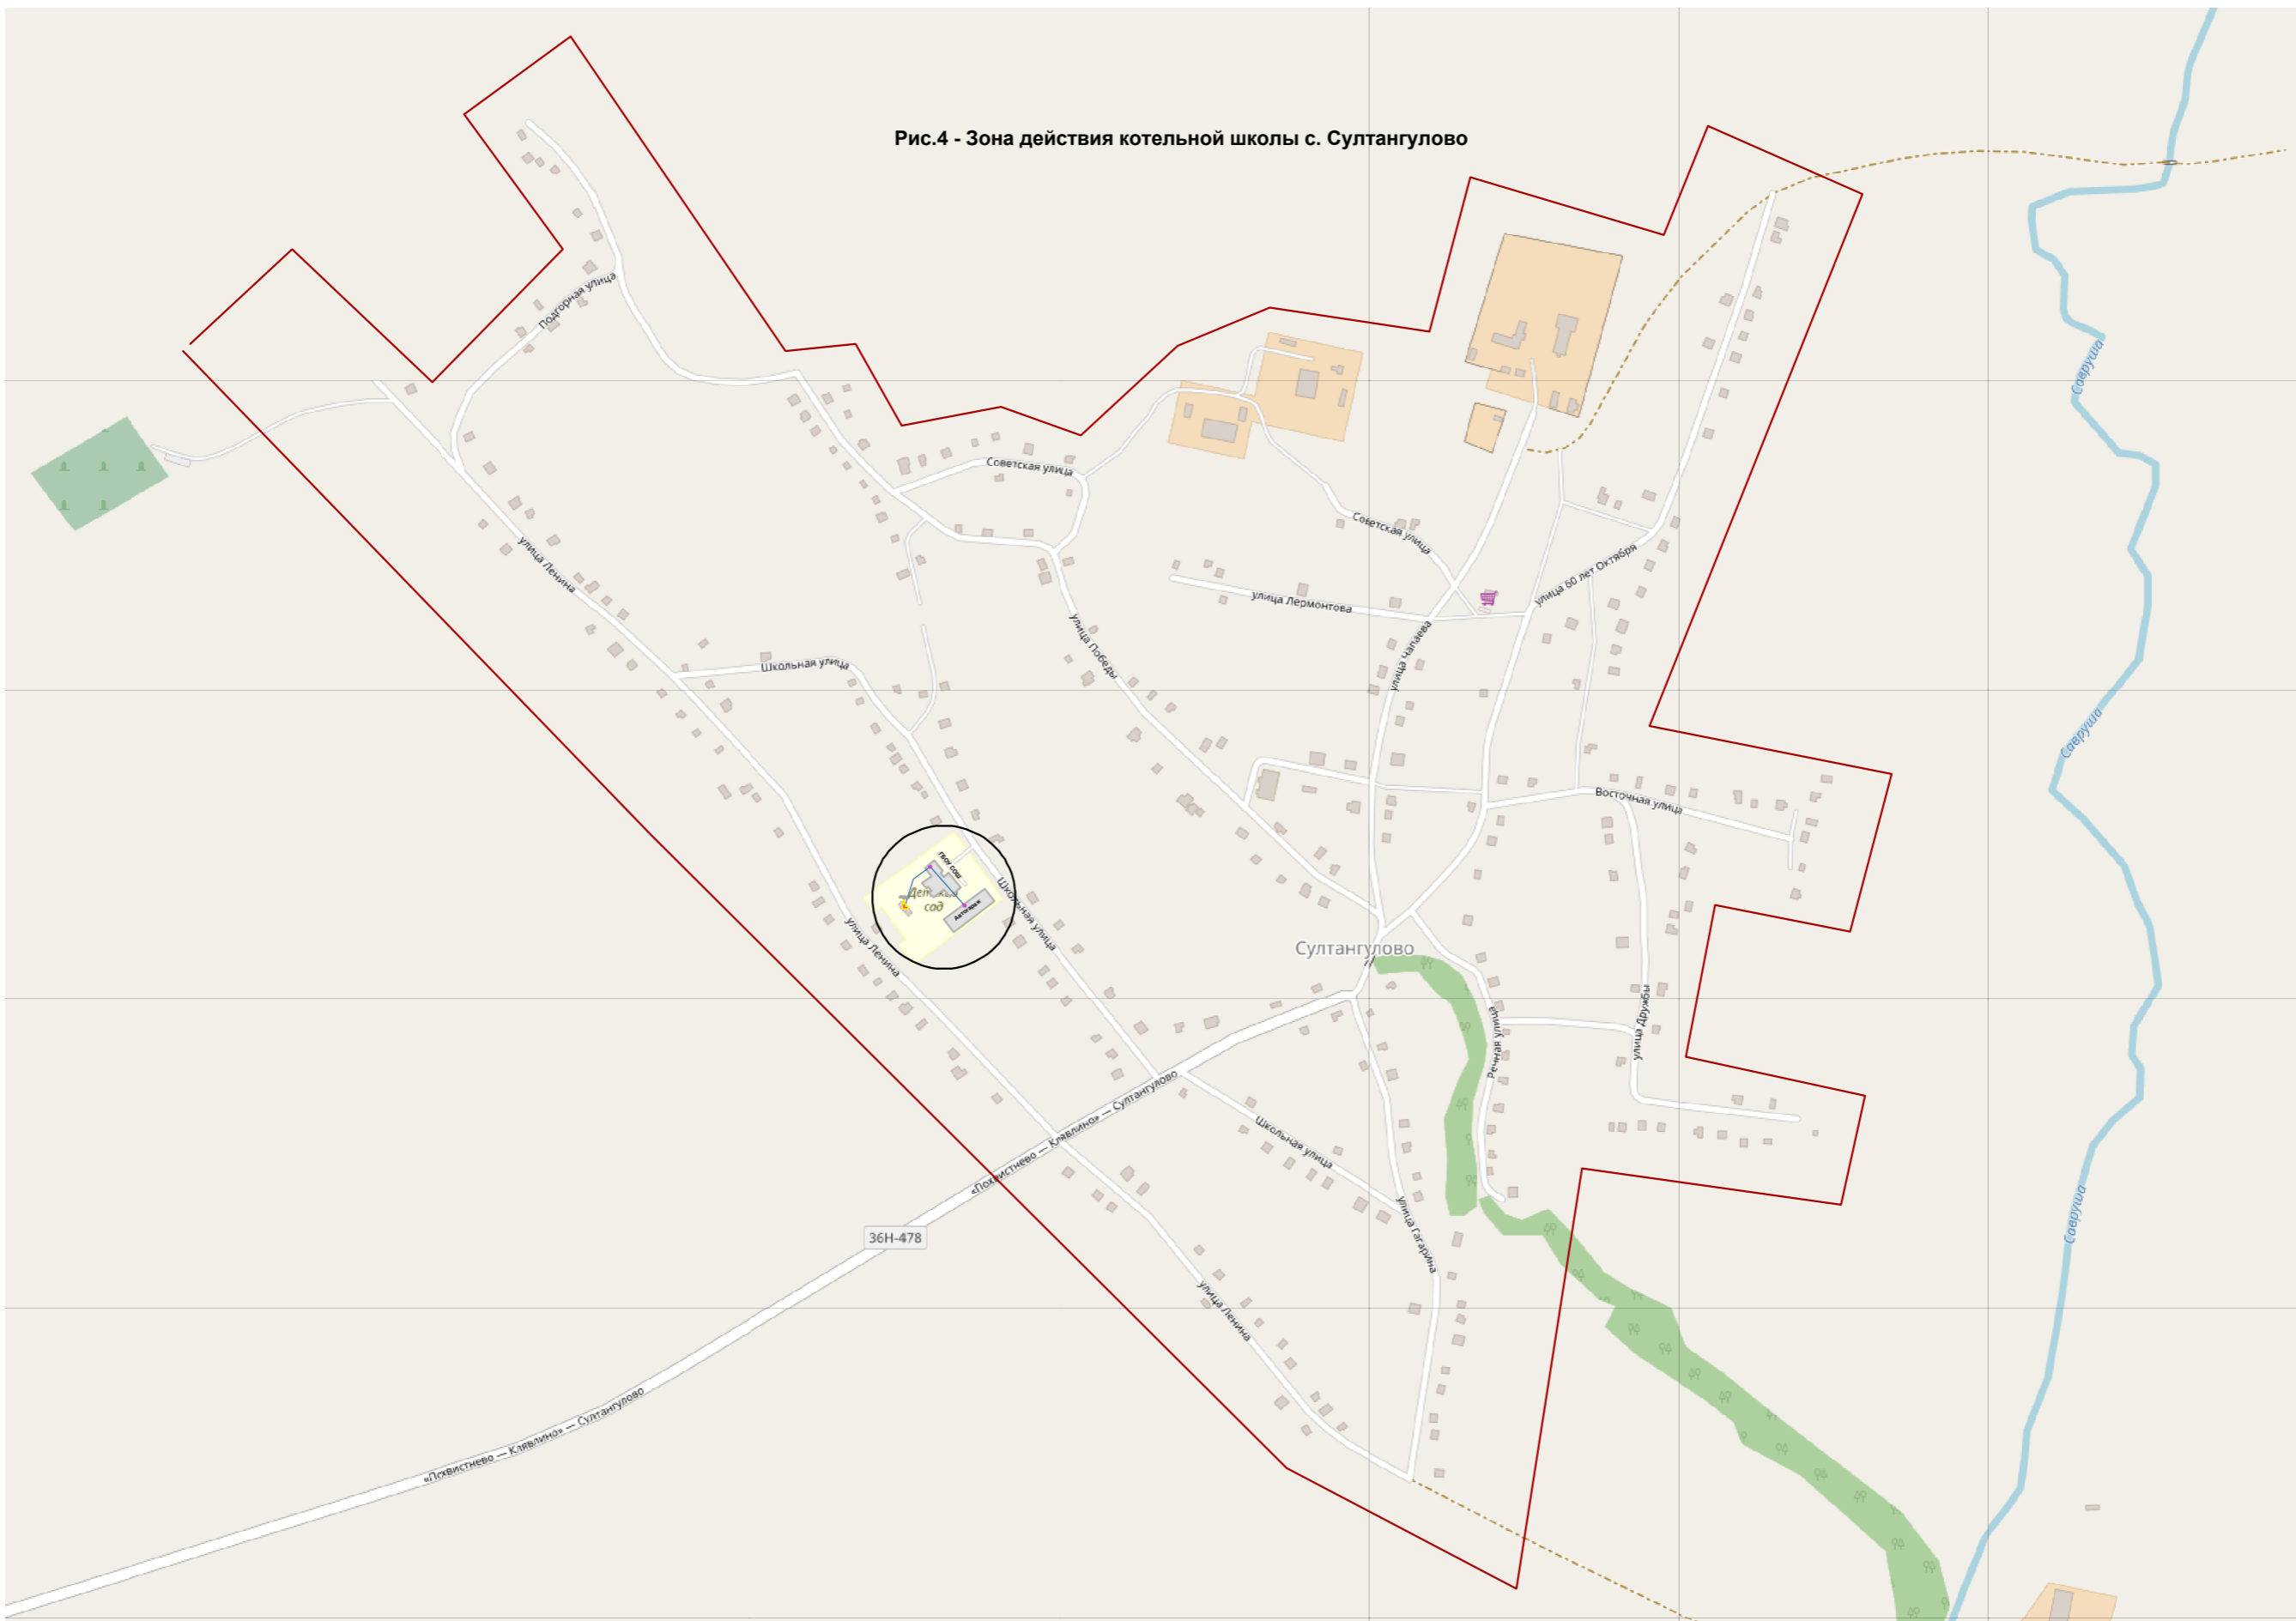 Рис.4 - Зона действия котельной школы с. Султангулово
Подгорная улица
Савруша
Советская улица
Советская улица
улица Ленина
улица 60 лет Октября
улица Лермонтова
улица Победы
улица Чапаева
Школьная улица
Савруша
Восточная улица
ГБОУ СОШ
Детский
сад
Автогараж
Школьная улица
улица Ленина
Султангулово
улица Дружбы
Речная улица
«Похвистнево — Клявлино» — Султангулово
Школьная улица
Савруша
улица Гагарина
36Н-478
улица Ленина
«Похвистнево — Клявлино» — Султангулово